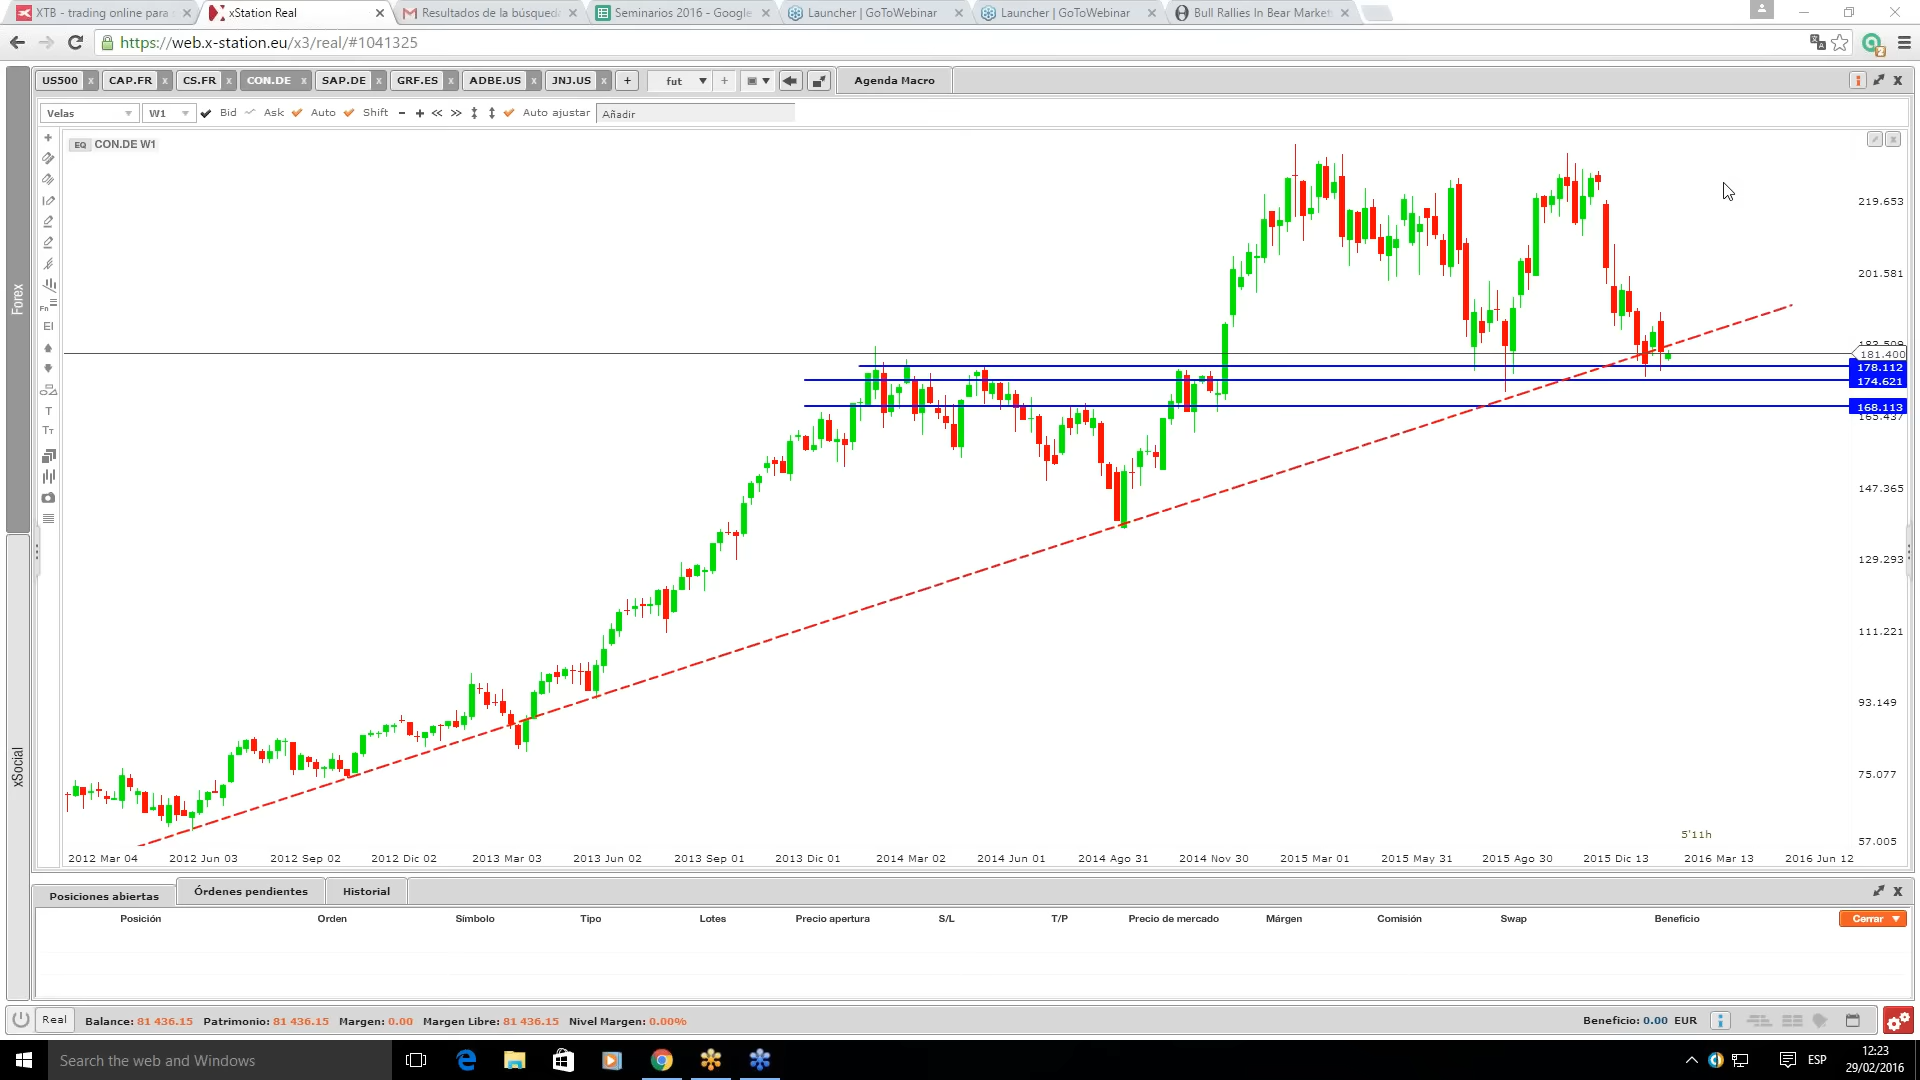 XTB - trading online para
xStation Real
Resultados de la búsqued
Seminarios 2016 - Google
Launcher | GoToWebinar
Launcher | GoToWebinar
Bull Rallies In Bear Market
https://web.x-station.eu/x3/real/#1041325
US500 x
CAP.FR x
CS.FR x
CON.DE x
SAP.DE x
GRF.ES x
ADBE.US x
JNJ.US x
+
fut
+
Agenda Macro
Velas
W1
Bid
Ask
Auto
Shift
Auto ajustar
Añadir
EQ CON.DE W1
Forex
xSocial
219.653
201.581
181.400
178.112
174.621
168.113
147.365
129.293
111.221
93.149
75.077
57.005
5'11h
2012 Mar 04
2012 Jun 03
2012 Sep 02
2012 Dic 02
2013 Mar 03
2013 Jun 02
2013 Sep 01
2013 Dic 01
2014 Mar 02
2014 Jun 01
2014 Ago 31
2014 Nov 30
2015 Mar 01
2015 May 31
2015 Ago 30
2015 Dic 13
2016 Mar 13
2016 Jun 12
Posiciones abiertas
Órdenes pendientes
Historial
Posición
Orden
Símbolo
Tipo
Lotes
Precio apertura
S/L
T/P
Precio de mercado
Márgen
Comisión
Swap
Beneficio
Cerrar
Real
Balance: 81 436.15 Patrimonio: 81 436.15 Margen: 0.00 Margen Libre: 81 436.15 Nivel Margen: 0.00%
Beneficio: 0.00 EUR
Search the web and Windows
ESP
12:23
29/02/2016